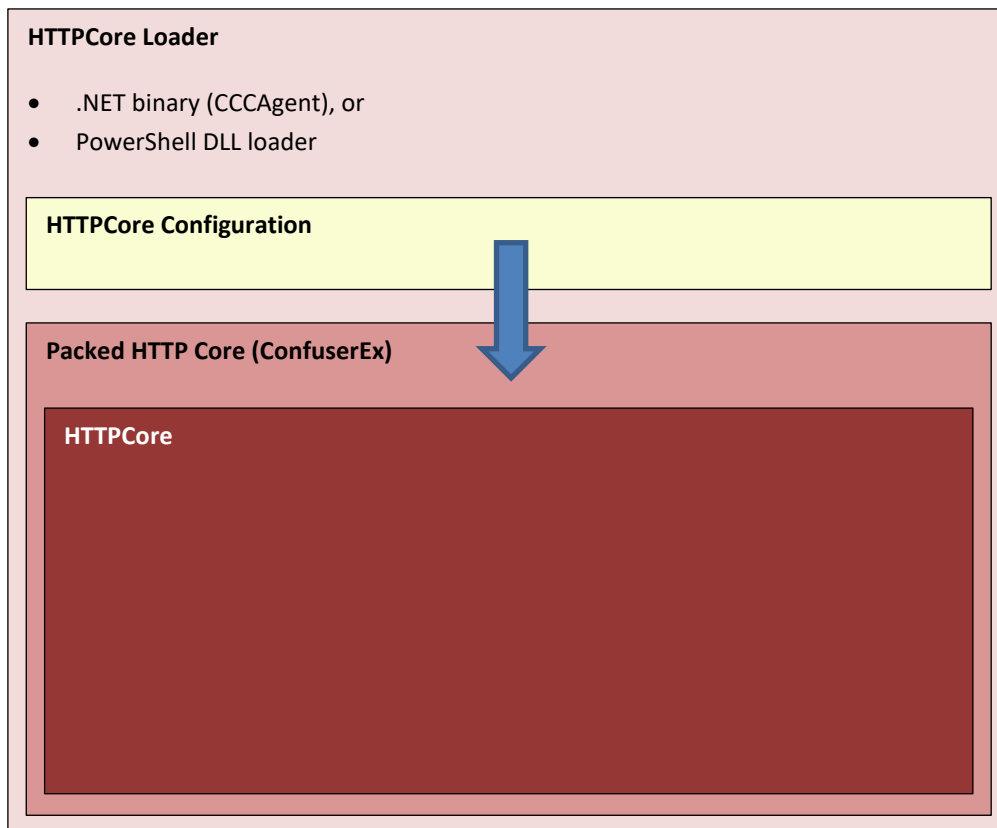 HTTPCore Loader
• .NET binary (CCCAgent), or
• PowerShell DLL loader
HTTPCore Configuration
Packed HTTP Core (ConfuserEx)
HTTPCore